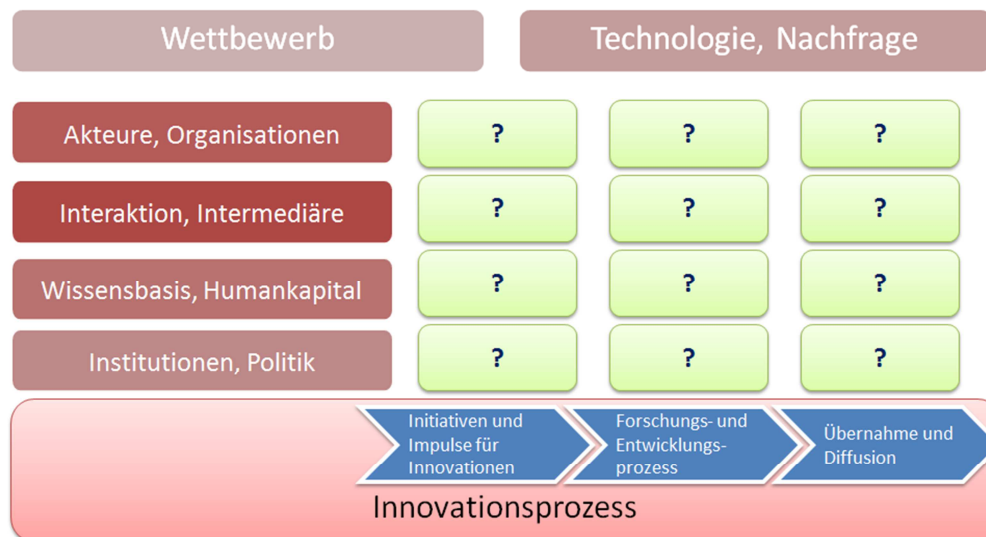 Wettbewerb
Technologie, Nachfrage
Akteure, Organisationen
?
?
?
Interaktion, Intermediäre
?
?
?
Wissensbasis, Humankapital
?
?
?
Institutionen, Politik
?
?
?
Initiativen und
Impulse für
Innovationen
Forschungs- und
Entwicklungs-
prozess
Übernahme und
Diffusion
Innovationsprozess